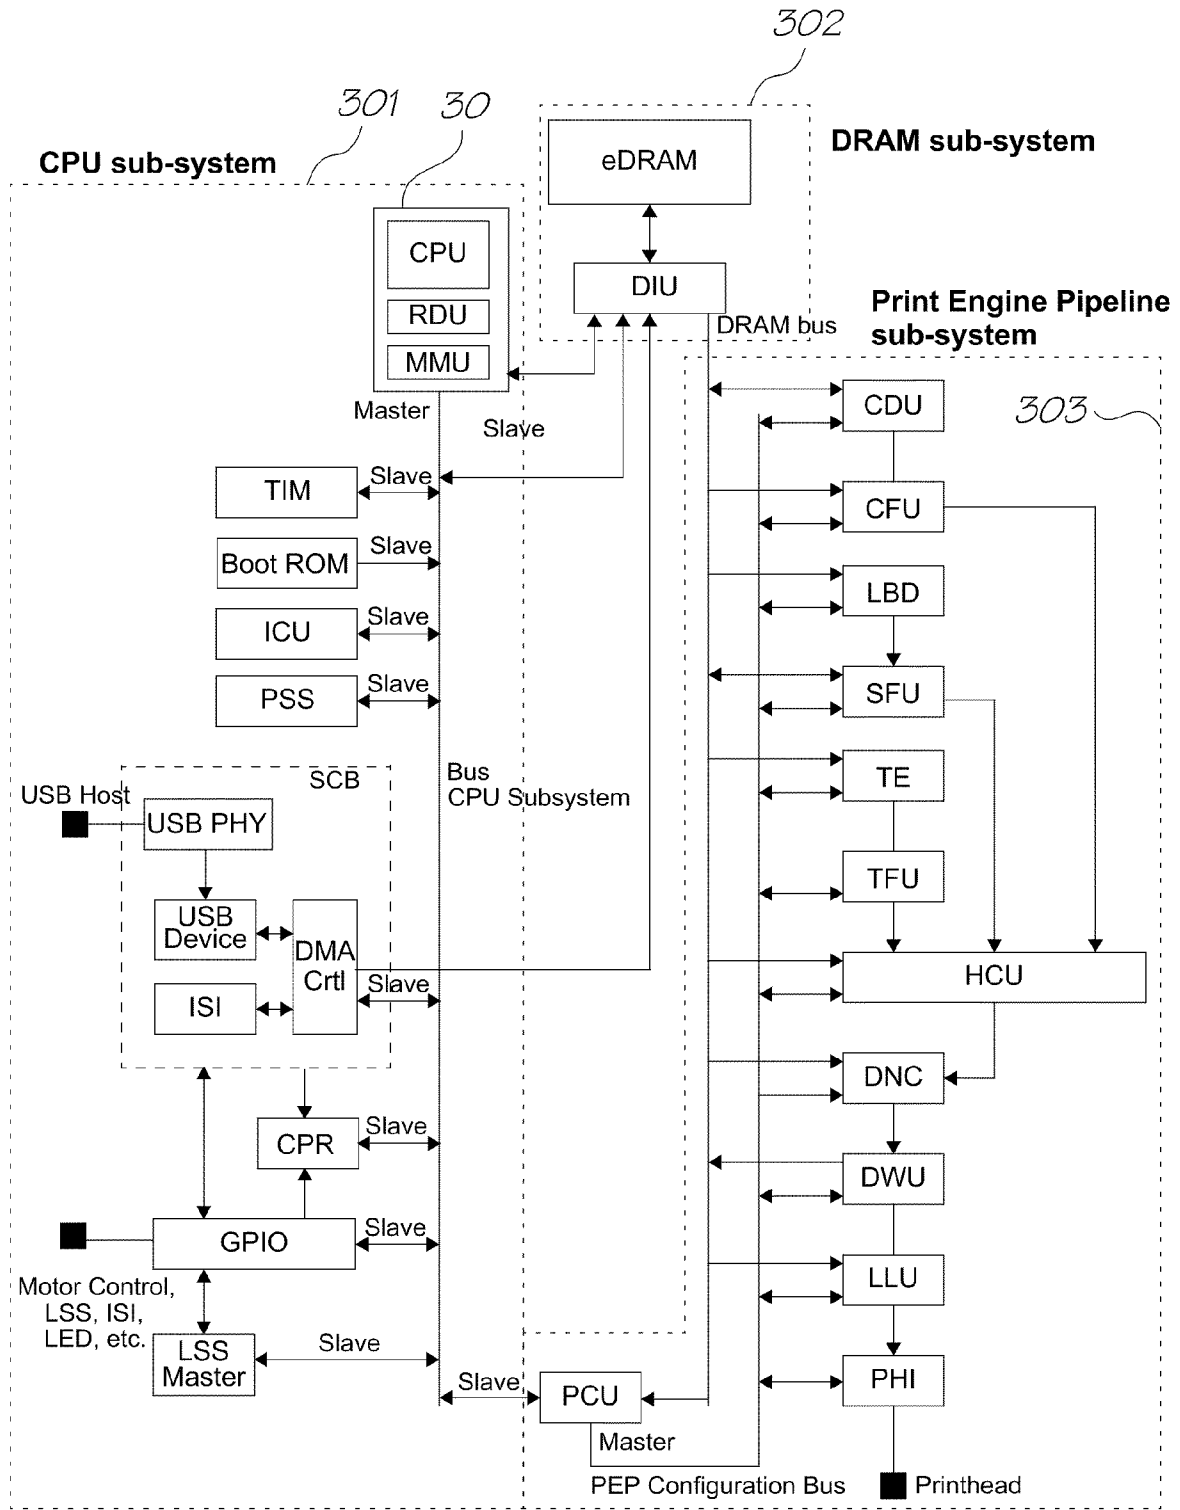 302
301
30
CPU sub-system
DRAM sub-system
eDRAM
CPU
DIU
RDU
MMU
DRAM bus
Print Engine Pipeline
sub-system
303
Master
Slave
CDU
TIM
Slave
CFU
Boot ROM
Slave
LBD
ICU
Slave
PSS
Slave
SFU
SCB
Bus
CPU Subsystem
TE
USB Host
USB PHY
TFU
USB
Device
DMA
Crtl
Slave
HCU
ISI
DNC
CPR
Slave
DWU
GPIO
Slave
LLU
Motor Control,
LSS, ISI,
LED, etc.
LSS
Master
Slave
PHI
Slave
PCU
Master
PEP Configuration Bus
Printhead